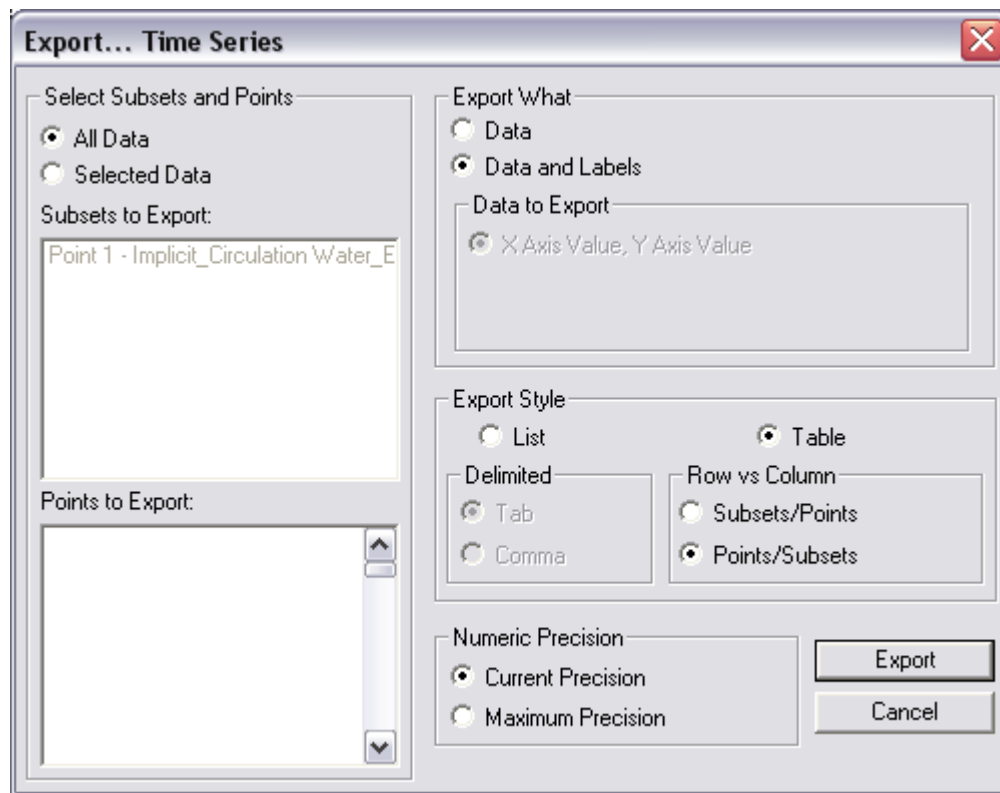 Export... Time Series
Select Subsets and Points
All Data
Selected Data
Subsets to Export:
Point 1 - Implicit_Circulation Water_E
Points to Export:
Export What
Data
Data and Labels
Data to Export
X Axis Value, Y Axis Value
Export Style
List
Table
Delimited
Tab
Comma
Row vs Column
Subsets/Points
Points/Subsets
Numeric Precision
Current Precision
Maximum Precision
Export
Cancel